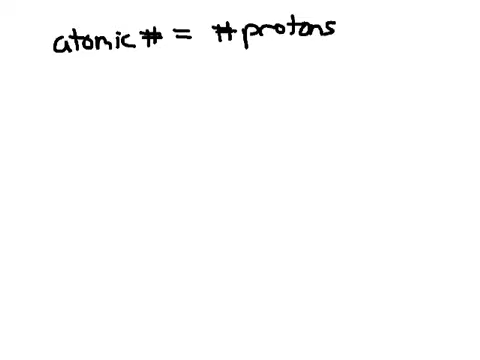 atomic # = # protons